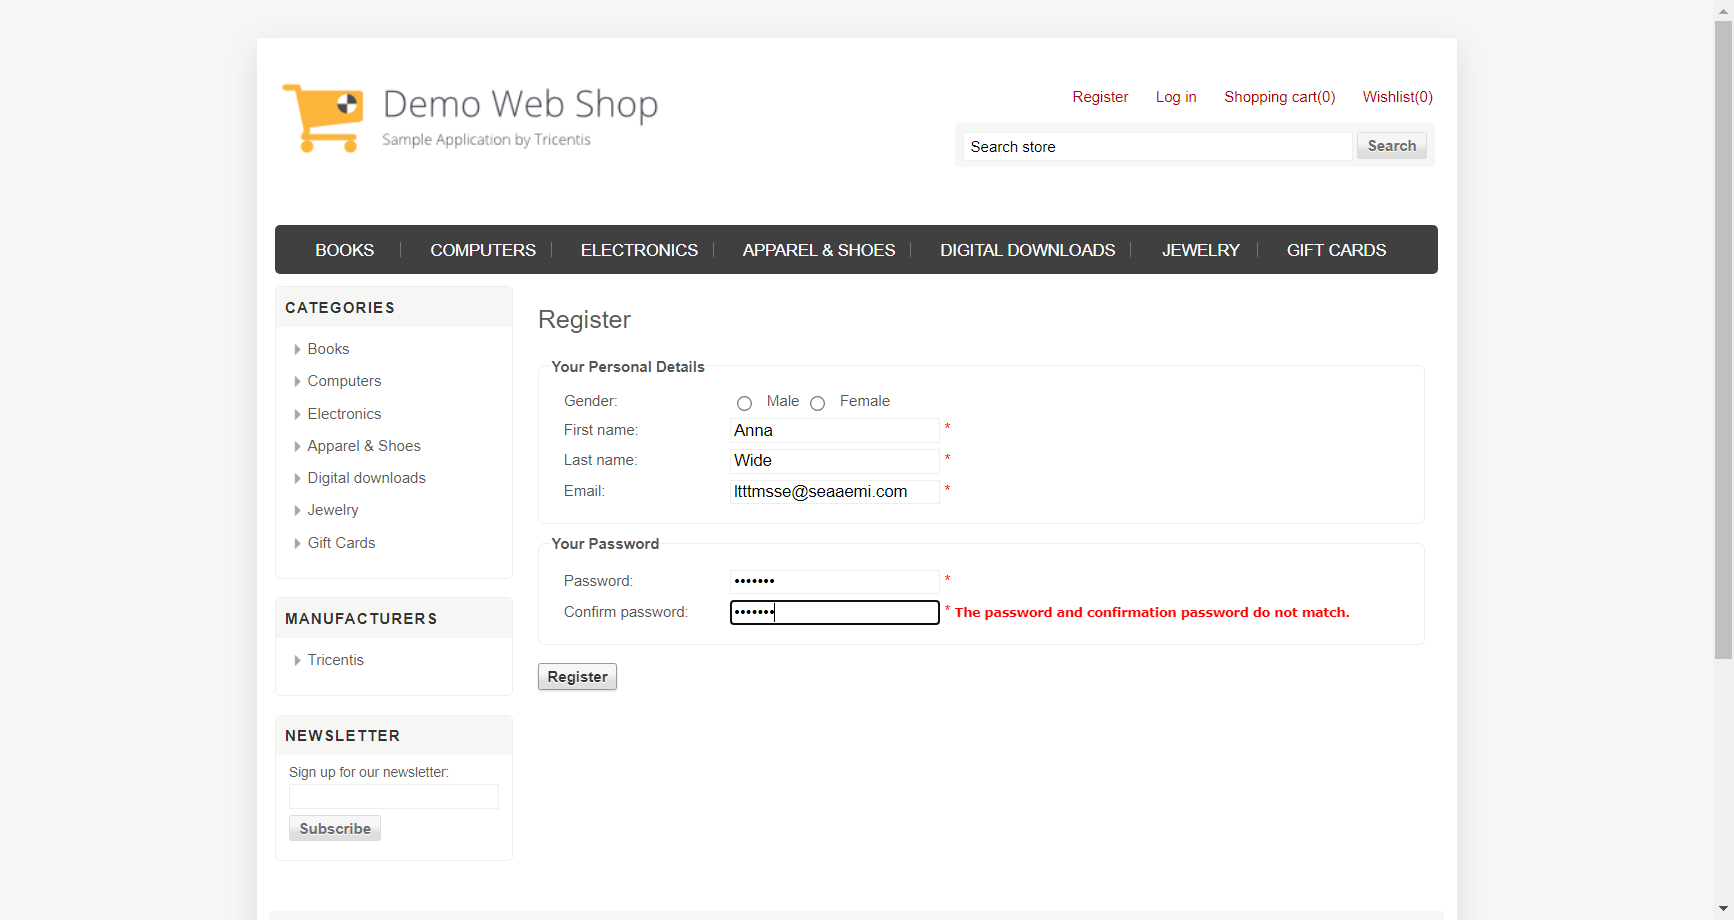 Demo Web Shop
Sample Application by Tricentis
Register Log in Shopping cart(0) Wishlist(0)
Search store Search
BOOKS COMPUTERS ELECTRONICS APPAREL & SHOES DIGITAL DOWNLOADS JEWELRY GIFT CARDS
CATEGORIES
Books
Computers
Electronics
Apparel & Shoes
Digital downloads
Jewelry
Gift Cards
MANUFACTURERS
Tricentis
NEWSLETTER
Sign up for our newsletter:
Subscribe
Register
Your Personal Details
Gender: Male Female
First name: Anna *
Last name: Wide *
Email: ltttmsse@seaaemi.com *
Your Password
Password: ••••••• *
Confirm password: ••••••• * The password and confirmation password do not match.
Register